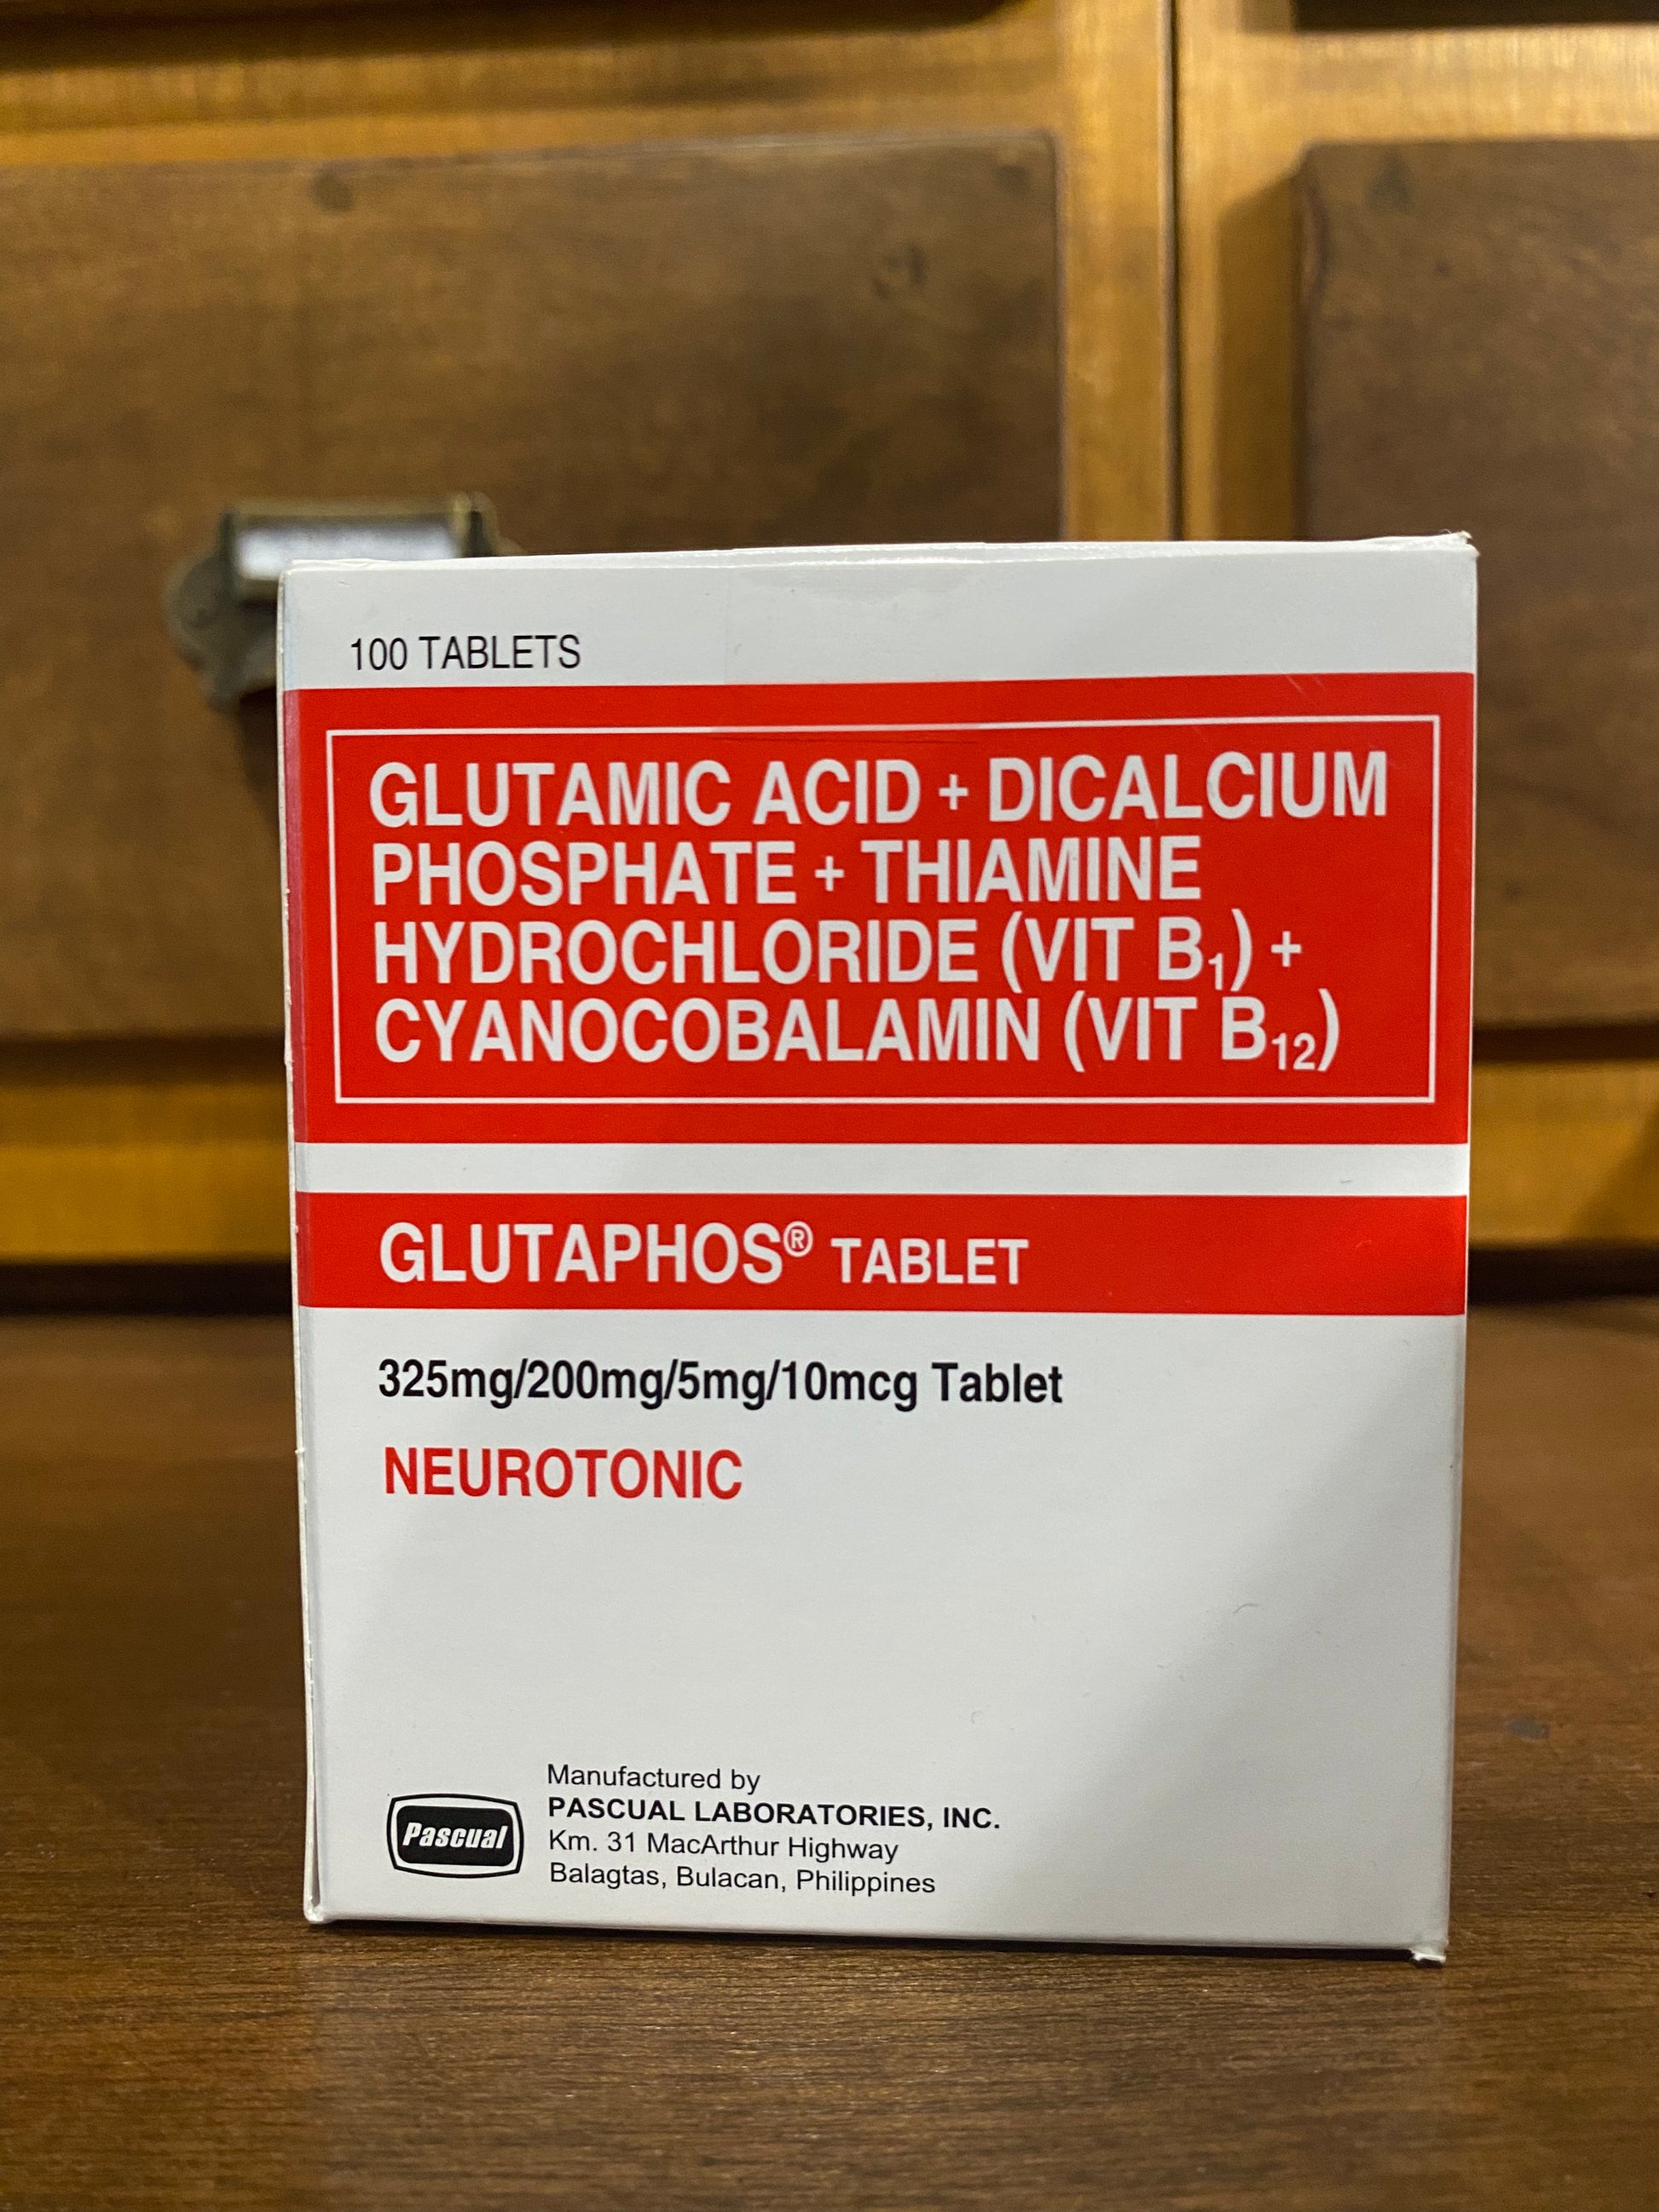 100 TABLETS
GLUTAMIC ACID + DICALCIUM
PHOSPHATE + THIAMINE
HYDROCHLORIDE (VIT B₁) +
CYANOCOBALAMIN (VIT B₁₂)
GLUTAPHOS® TABLET
325mg/200mg/5mg/10mcg Tablet
NEUROTONIC
Pascual
Manufactured by
PASCUAL LABORATORIES, INC.
Km. 31 MacArthur Highway
Balagtas, Bulacan, Philippines